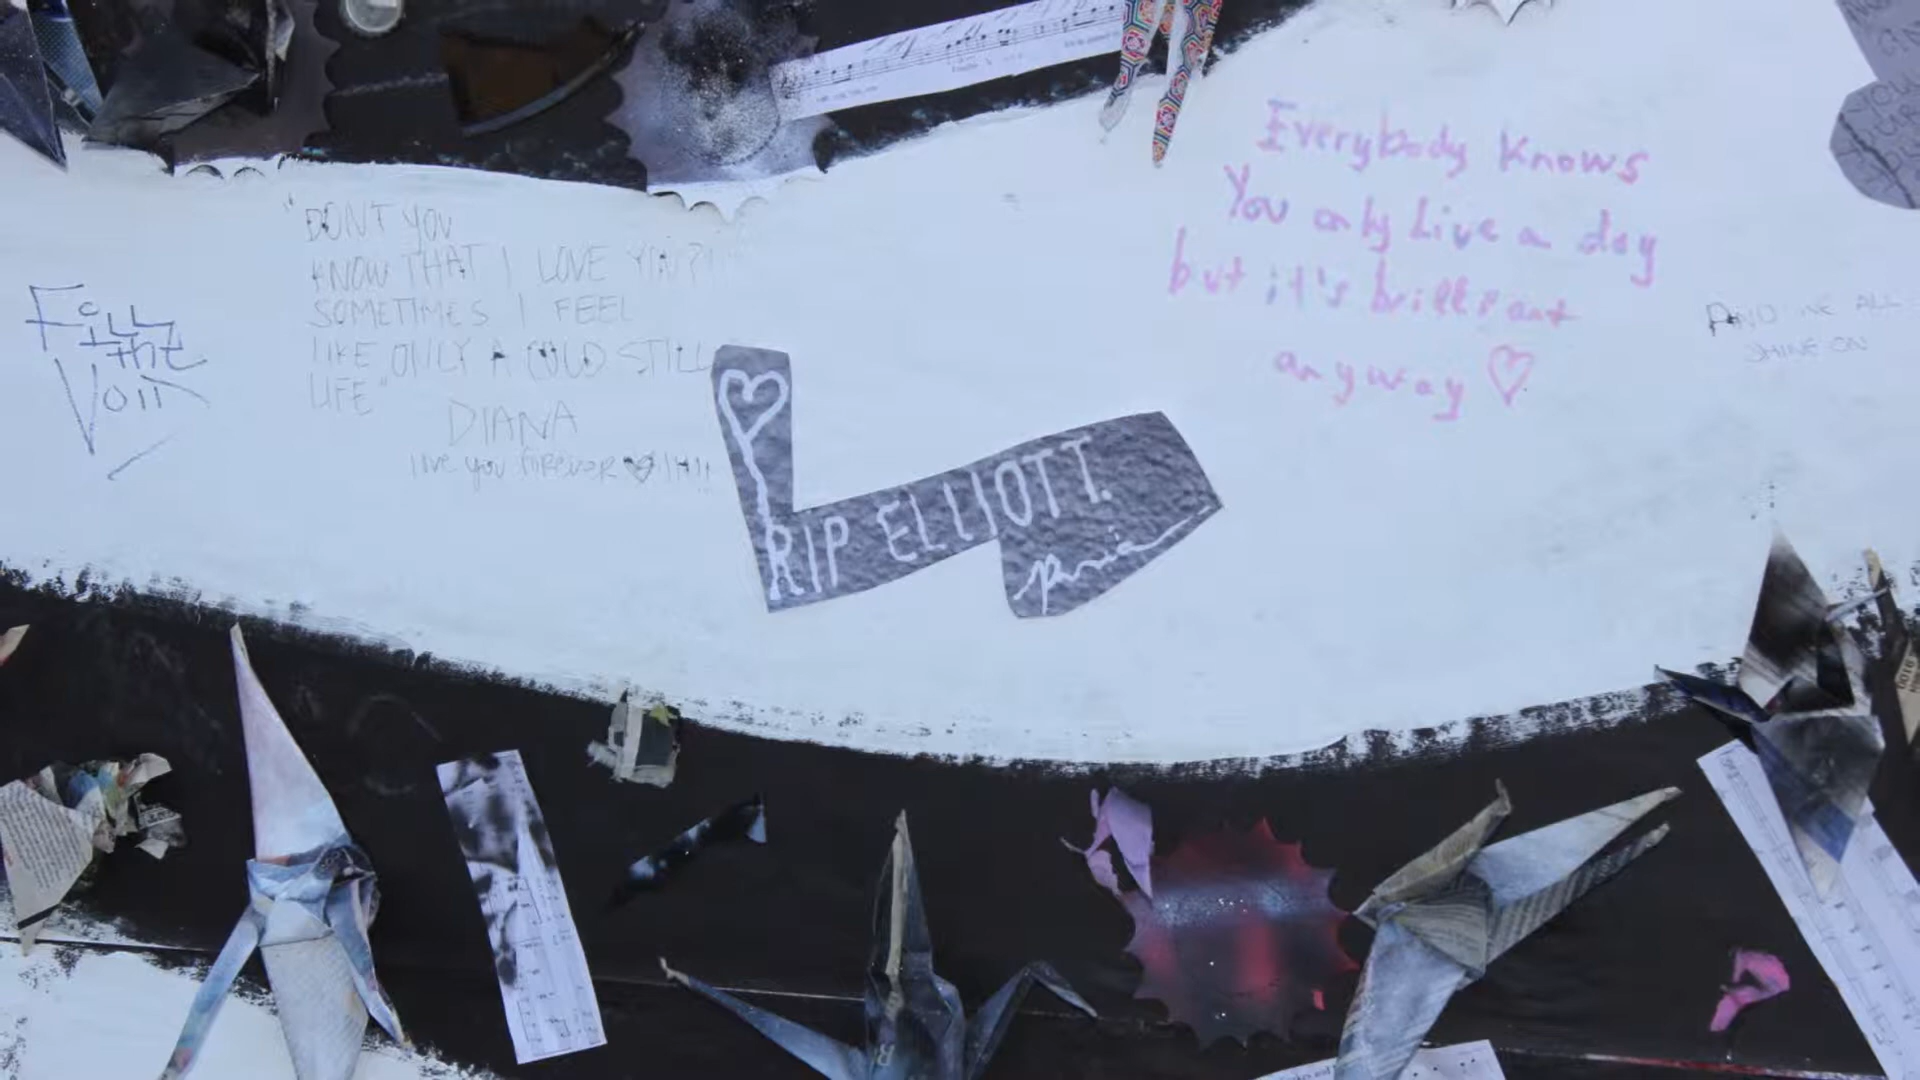 Everybody Knows
You only Live a day
but it's brilliant
anyway ♡
"DONT YOU
KNOW THAT I LOVE YOU?!
SOMETIMES I FEEL
LIKE ONLY A COLD STILL
LIFE"
DIANA
love you forever ♡!!!!
FiLL
the
Void
AND WE ALL
SHINE ON
RIP ELLIOTT.